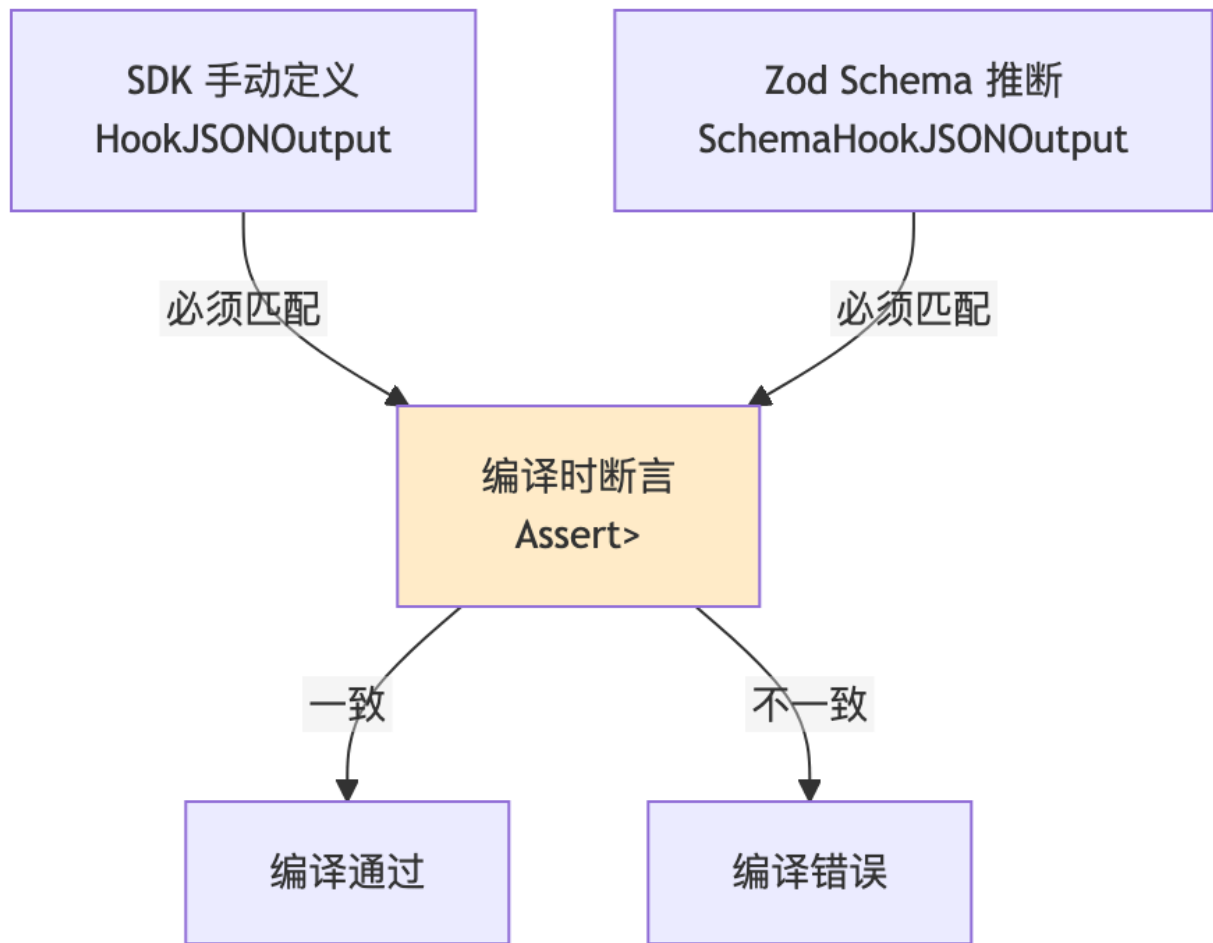 SDK 手动定义
HookJSONOutput
Zod Schema 推断
SchemaHookJSONOutput
必须匹配
必须匹配
编译时断言
Assert>
一致
不一致
编译通过
编译错误